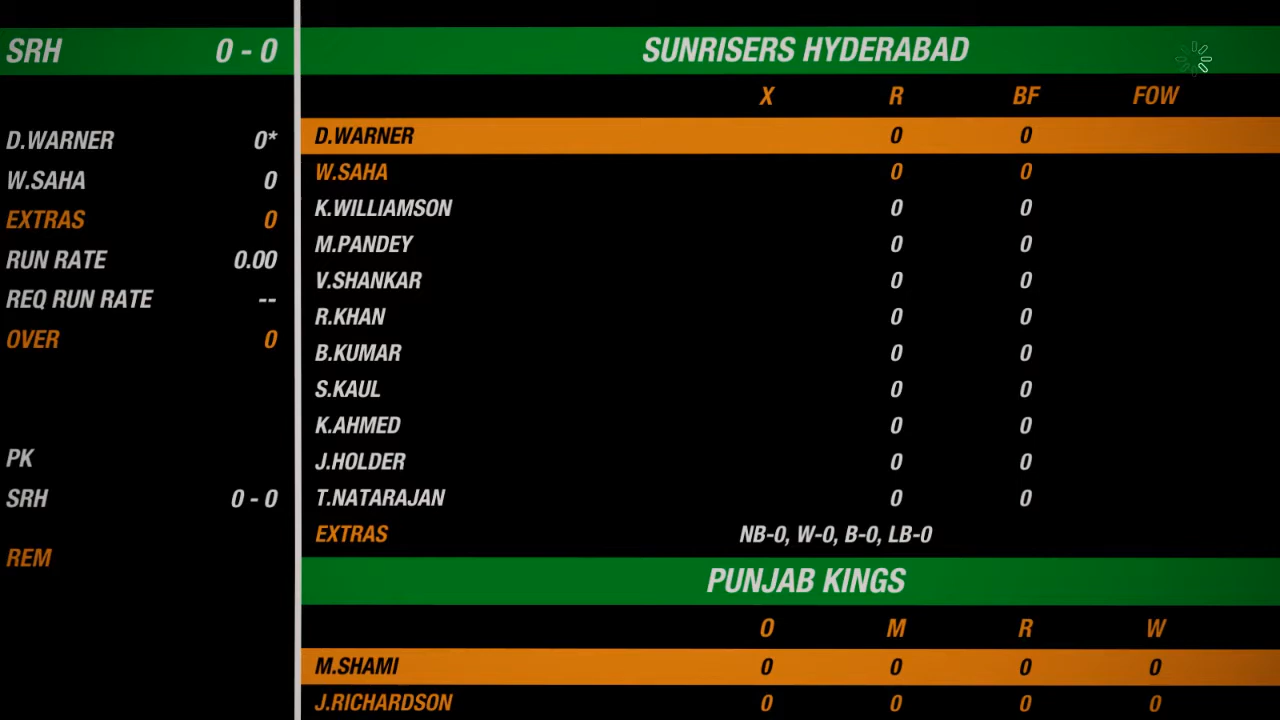 SRH 0 - 0
D.WARNER 0*
W.SAHA 0
EXTRAS 0
RUN RATE 0.00
REQ RUN RATE --
OVER 0
PK
SRH 0 - 0
REM
SUNRISERS HYDERABAD
X R BF FOW
D.WARNER 0 0
W.SAHA 0 0
K.WILLIAMSON 0 0
M.PANDEY 0 0
V.SHANKAR 0 0
R.KHAN 0 0
B.KUMAR 0 0
S.KAUL 0 0
K.AHMED 0 0
J.HOLDER 0 0
T.NATARAJAN 0 0
EXTRAS NB-0, W-0, B-0, LB-0
PUNJAB KINGS
O M R W
M.SHAMI 0 0 0 0
J.RICHARDSON 0 0 0 0